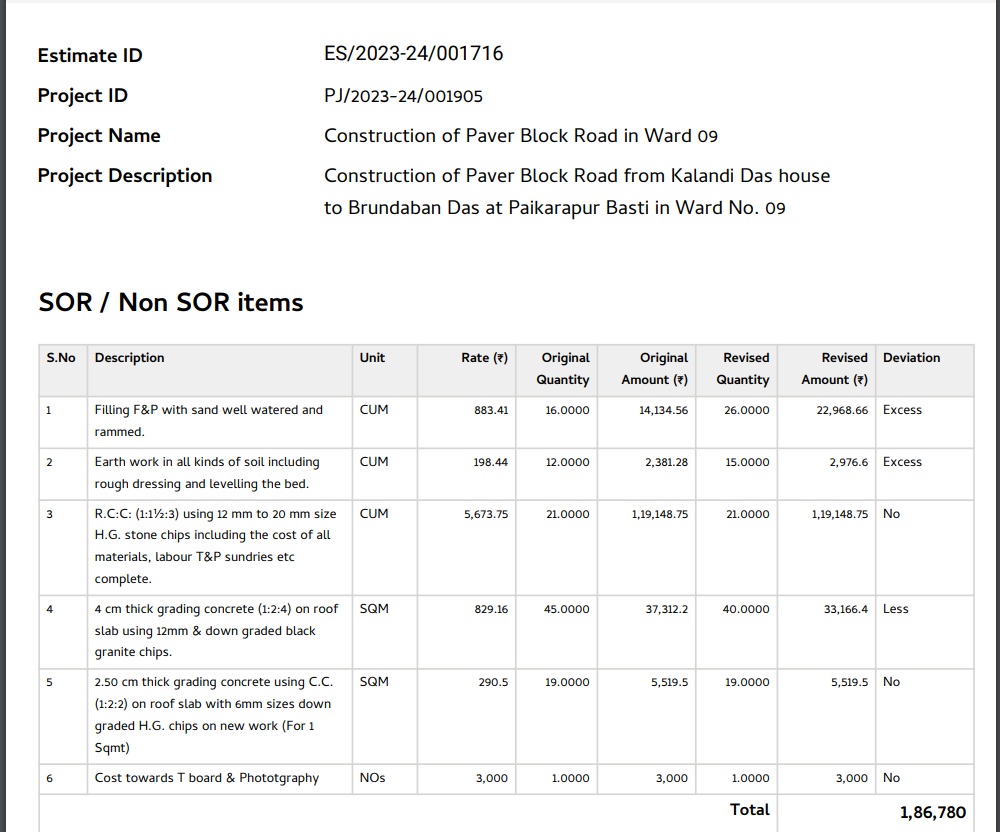 Estimate ID ES/2023-24/001716
Project ID PJ/2023-24/001905
Project Name Construction of Paver Block Road in Ward 09
Project Description Construction of Paver Block Road from Kalandi Das house
to Brundaban Das at Paikarapur Basti in Ward No. 09
SOR / Non SOR items
S.No Description Unit Rate (₹) Original Original Revised Revised Deviation
Quantity Amount (₹) Quantity Amount (₹)
1 Filling F&P with sand well watered and CUM 883.41 16.0000 14,134.56 26.0000 22,968.66 Excess
rammed.
2 Earth work in all kinds of soil including CUM 198.44 12.0000 2,381.28 15.0000 2,976.6 Excess
rough dressing and levelling the bed.
3 R.C:C: (1:1½:3) using 12 mm to 20 mm size CUM 5,673.75 21.0000 1,19,148.75 21.0000 1,19,148.75 No
H.G. stone chips including the cost of all
materials, labour T&P sundries etc
complete.
4 4 cm thick grading concrete (1:2:4) on roof SQM 829.16 45.0000 37,312.2 40.0000 33,166.4 Less
slab using 12mm & down graded black
granite chips.
5 2.50 cm thick grading concrete using C.C. SQM 290.5 19.0000 5,519.5 19.0000 5,519.5 No
(1:2:2) on roof slab with 6mm sizes down
graded H.G. chips on new work (For 1
Sqmt)
6 Cost towards T board & Phototgraphy NOs 3,000 1.0000 3,000 1.0000 3,000 No
Total 1,86,780